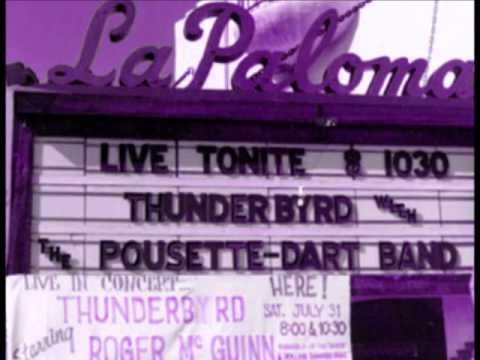 La Paloma
LIVE TONITE 8 & 1030
THUNDERBYRD WITH
THE POUSETTE-DART BAND
LIVE IN CONCERT- HERE!
THUNDERBYRD SAT. JULY 31
8:00 & 10:30
Starring ROGER McGUINN